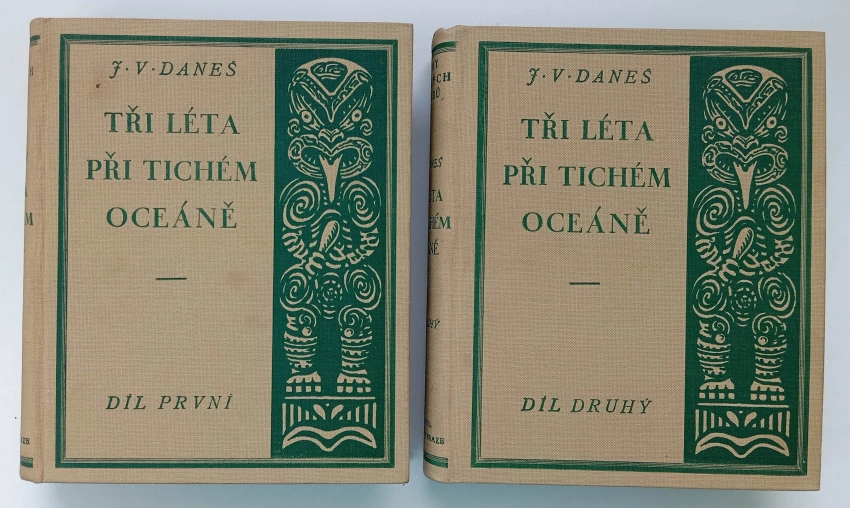 J·V·DANEŠ
TŘI LÉTA
PŘI TICHÉM
OCEÁNĚ
DÍL PRVNÍ
J·V·DANEŠ
TŘI LÉTA
PŘI TICHÉM
OCEÁNĚ
DÍL DRUHÝ